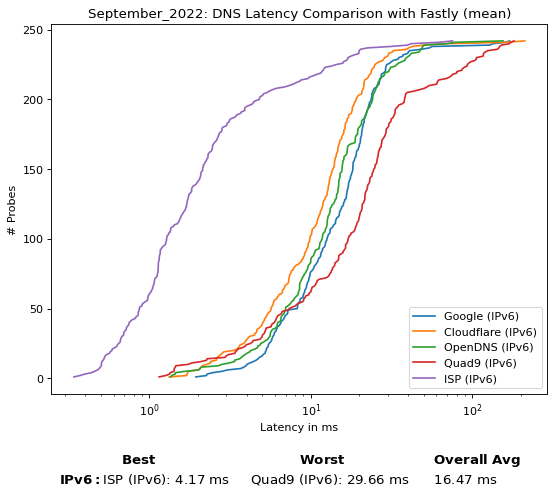 September_2022: DNS Latency Comparison with Fastly (mean)
250
200
150
100
50
0
# Probes
10⁰
10¹
10²
Latency in ms
Google (IPv6)
Cloudflare (IPv6)
OpenDNS (IPv6)
Quad9 (IPv6)
ISP (IPv6)
Best Worst Overall Avg
IPv6: ISP (IPv6): 4.17 ms Quad9 (IPv6): 29.66 ms 16.47 ms